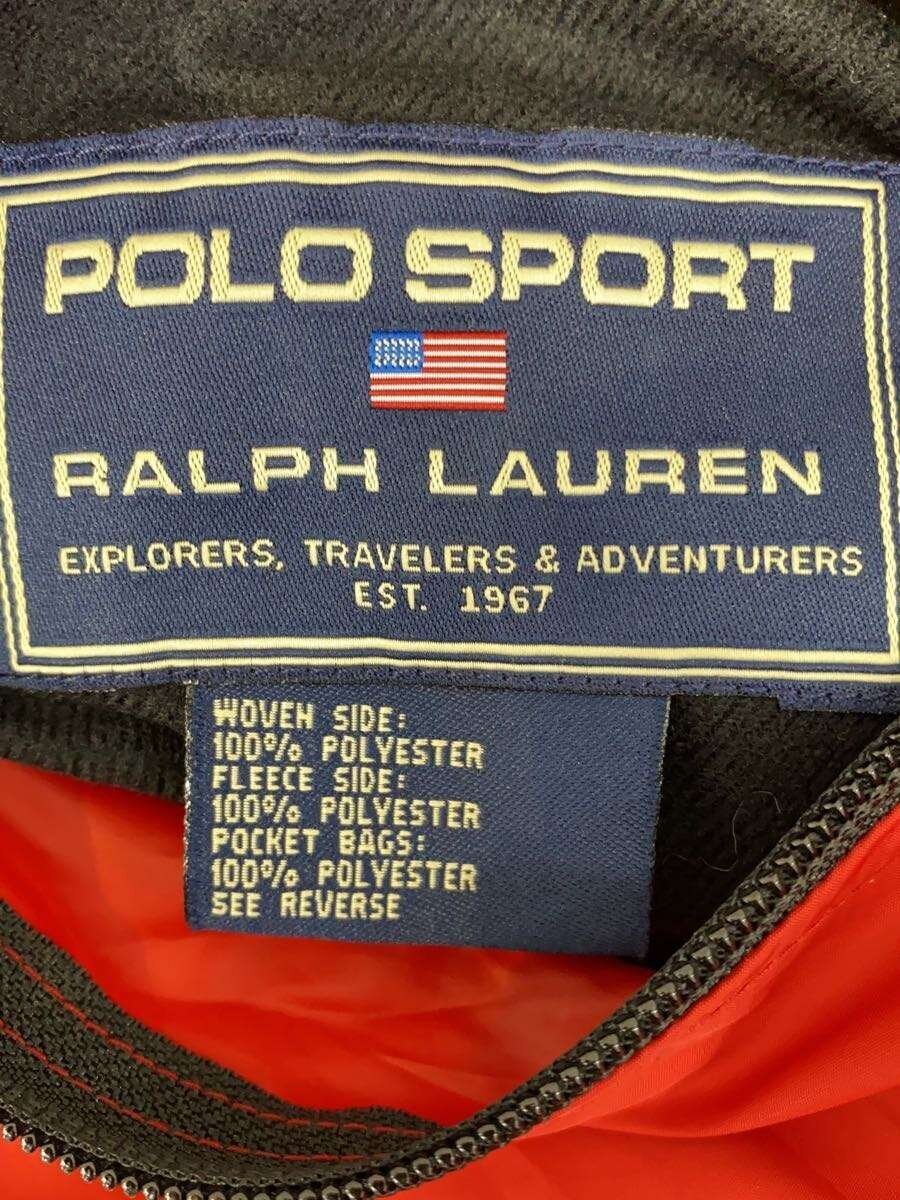 POLO SPORT
RALPH LAUREN
EXPLORERS, TRAVELERS & ADVENTURERS
EST. 1967
WOVEN SIDE:
100% POLYESTER
FLEECE SIDE:
100% POLYESTER
POCKET BAGS:
100% POLYESTER
SEE REVERSE